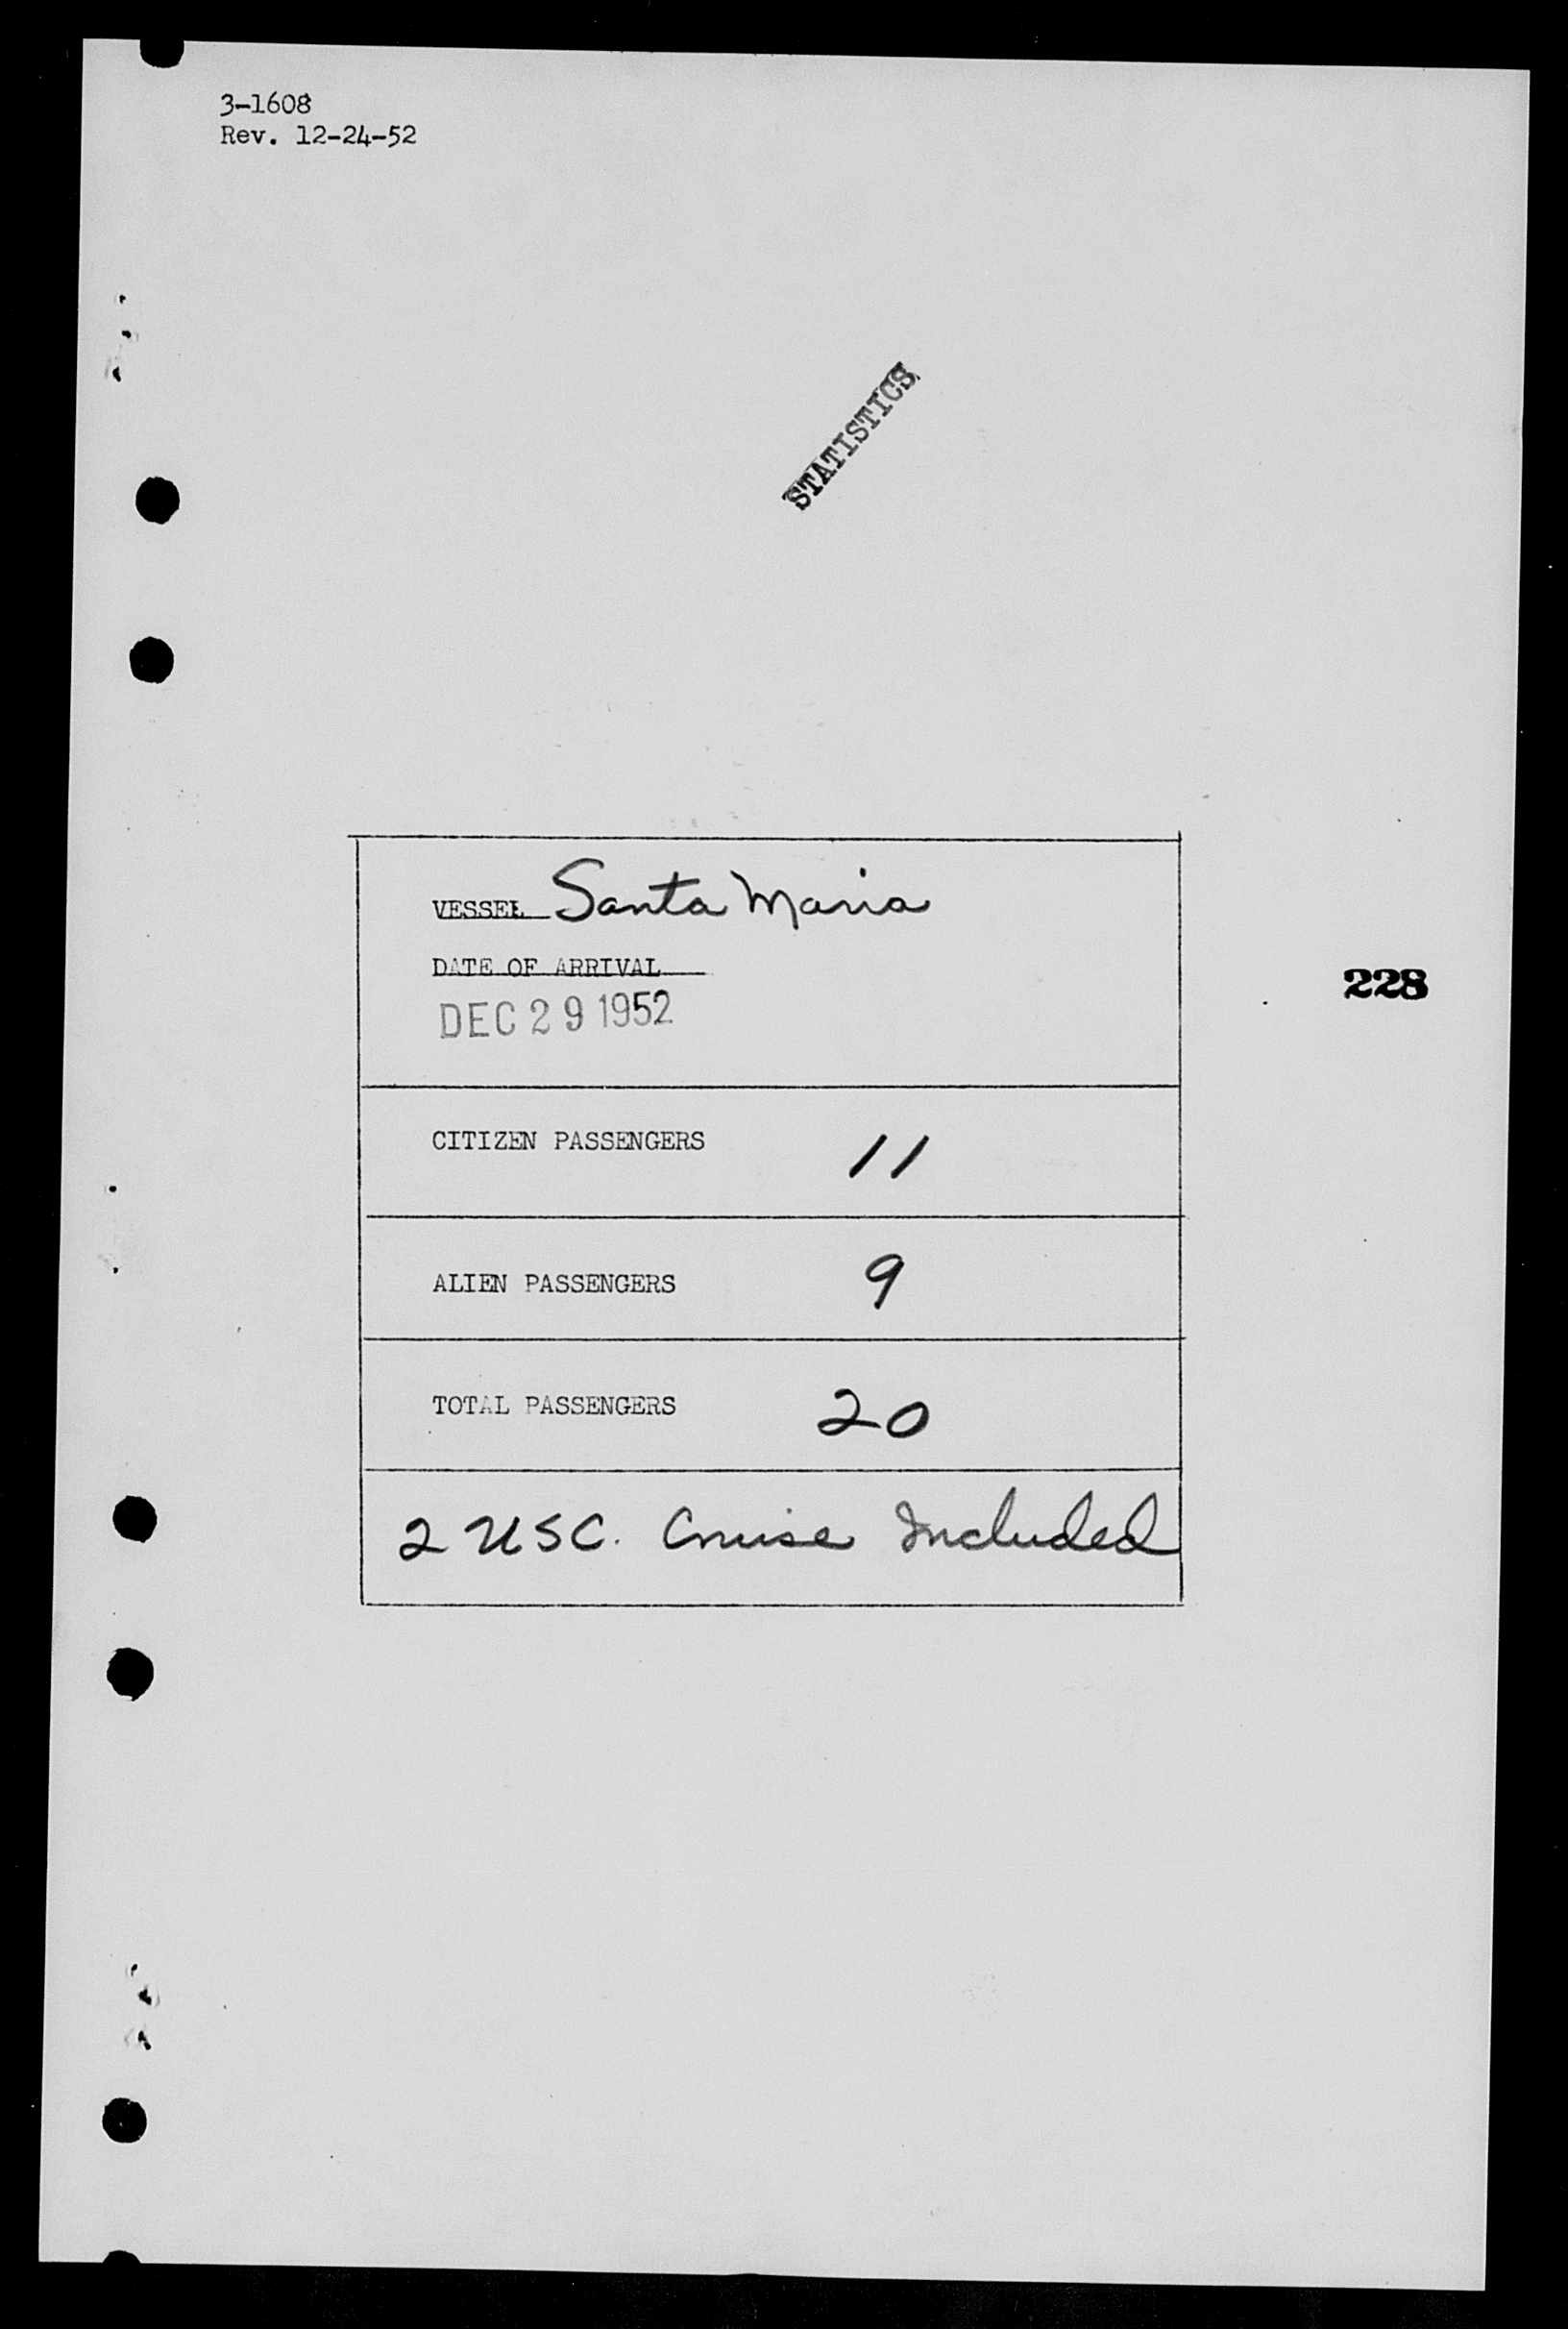 3-1608
Rev. 12-24-52
STATISTICS
VESSEL Santa Maria
DATE OF ARRIVAL
DEC 29 1952
228
CITIZEN PASSENGERS 11
ALIEN PASSENGERS 9
TOTAL PASSENGERS 20
2 USC. Cruise Included